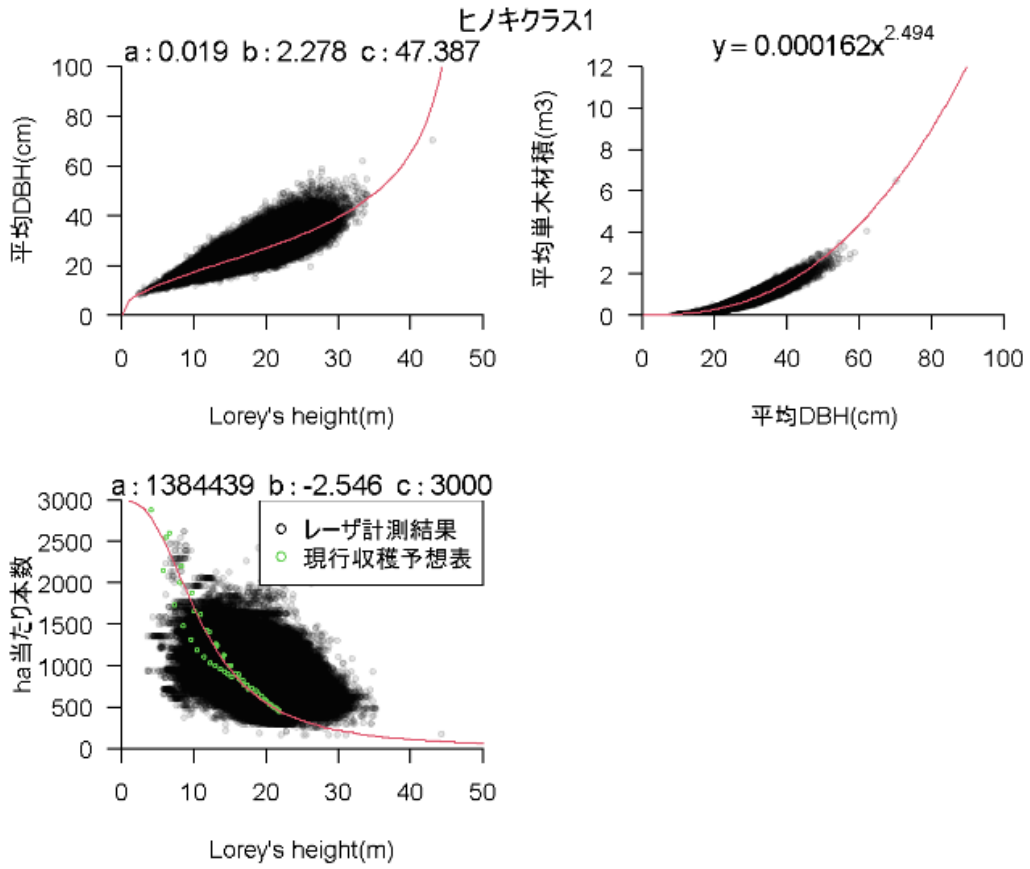 ヒノキクラス1
a : 0.019 b : 2.278 c : 47.387
平均DBH(cm)
100
80
60
40
20
0
0 10 20 30 40 50
Lorey's height(m)
y = 0.000162x^2.494
平均単木材積(m3)
12
10
8
6
4
2
0
0 20 40 60 80 100
平均DBH(cm)
a : 1384439 b : -2.546 c : 3000
ha当たり本数
3000
2500
2000
1500
1000
500
0
レーザ計測結果
現行収穫予想表
0 10 20 30 40 50
Lorey's height(m)